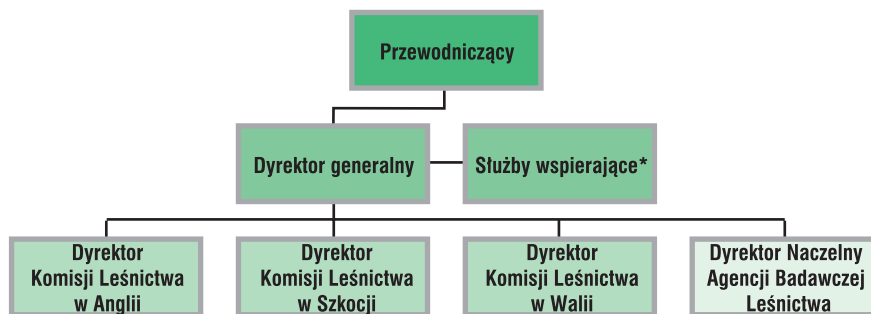 Przewodniczący
Dyrektor generalny
Służby wspierające*
Dyrektor
Komisji Leśnictwa
w Anglii
Dyrektor
Komisji Leśnictwa
w Szkocji
Dyrektor
Komisji Leśnictwa
w Walii
Dyrektor Naczelny
Agencji Badawczej
Leśnictwa